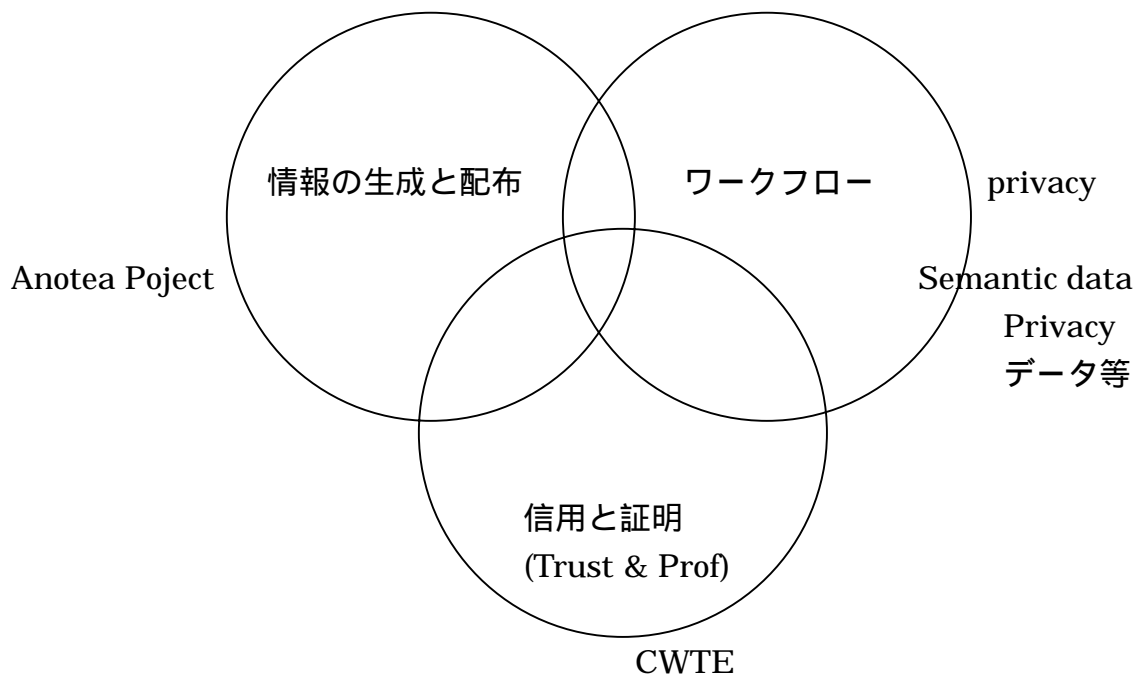 情報の生成と配布
ワークフロー
privacy
Anotea Poject
Semantic data
Privacy
データ等
信用と証明
(Trust & Prof)
CWTE